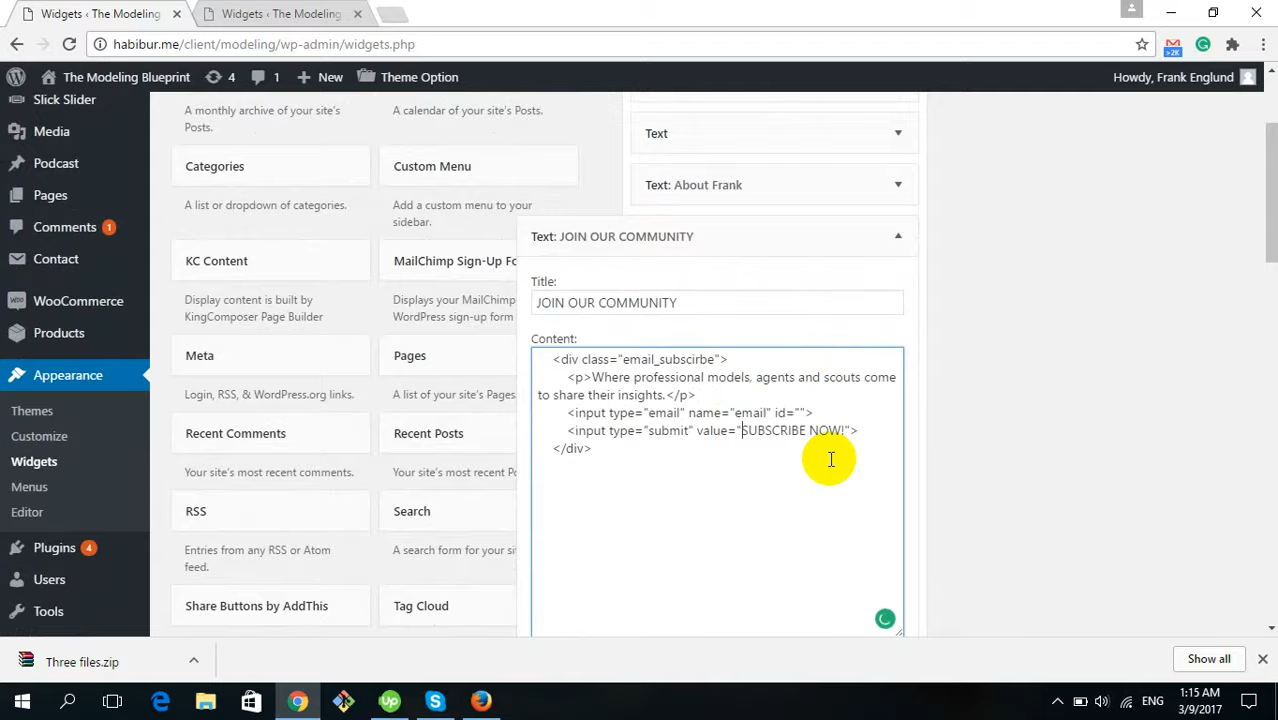 Widgets ‹ The Modeling
Widgets ‹ The Modeling
habibur.me/client/modeling/wp-admin/widgets.php
>2K
The Modeling Blueprint
4
1
New
Theme Option
Howdy, Frank Englund
Slick Slider
Media
Podcast
Pages
Comments 1
Contact
WooCommerce
Products
Appearance
Themes
Widgets
Menus
Editor
Plugins 4
Users
Tools
A monthly archive of your site's
Posts.
A calendar of your site's Posts.
Categories
Custom Menu
A list or dropdown of categories.
Add a custom menu to your
sidebar.
KC Content
MailChimp Sign-Up Fo
Display content is built by
KingComposer Page Builder
Displays your MailChimp
WordPress sign-up form
Meta
Pages
Login, RSS, & WordPress.org links.
A list of your site's Pages.
Recent Comments
Recent Posts
Your site's most recent comments.
Your site's most recent Posts.
RSS
Search
Entries from any RSS or Atom
feed.
A search form for your site.
Share Buttons by AddThis
Tag Cloud
Text
Text: About Frank
Text: JOIN OUR COMMUNITY
Title:
JOIN OUR COMMUNITY
Content:
<div class="email_subscirbe">
<p>Where professional models, agents and scouts come
to share their insights.</p>
<input type="email" name="email" id="">
<input type="submit" value="SUBSCRIBE NOW!">
</div>
Three files.zip
Show all
Up
ENG
1:15 AM
3/9/2017